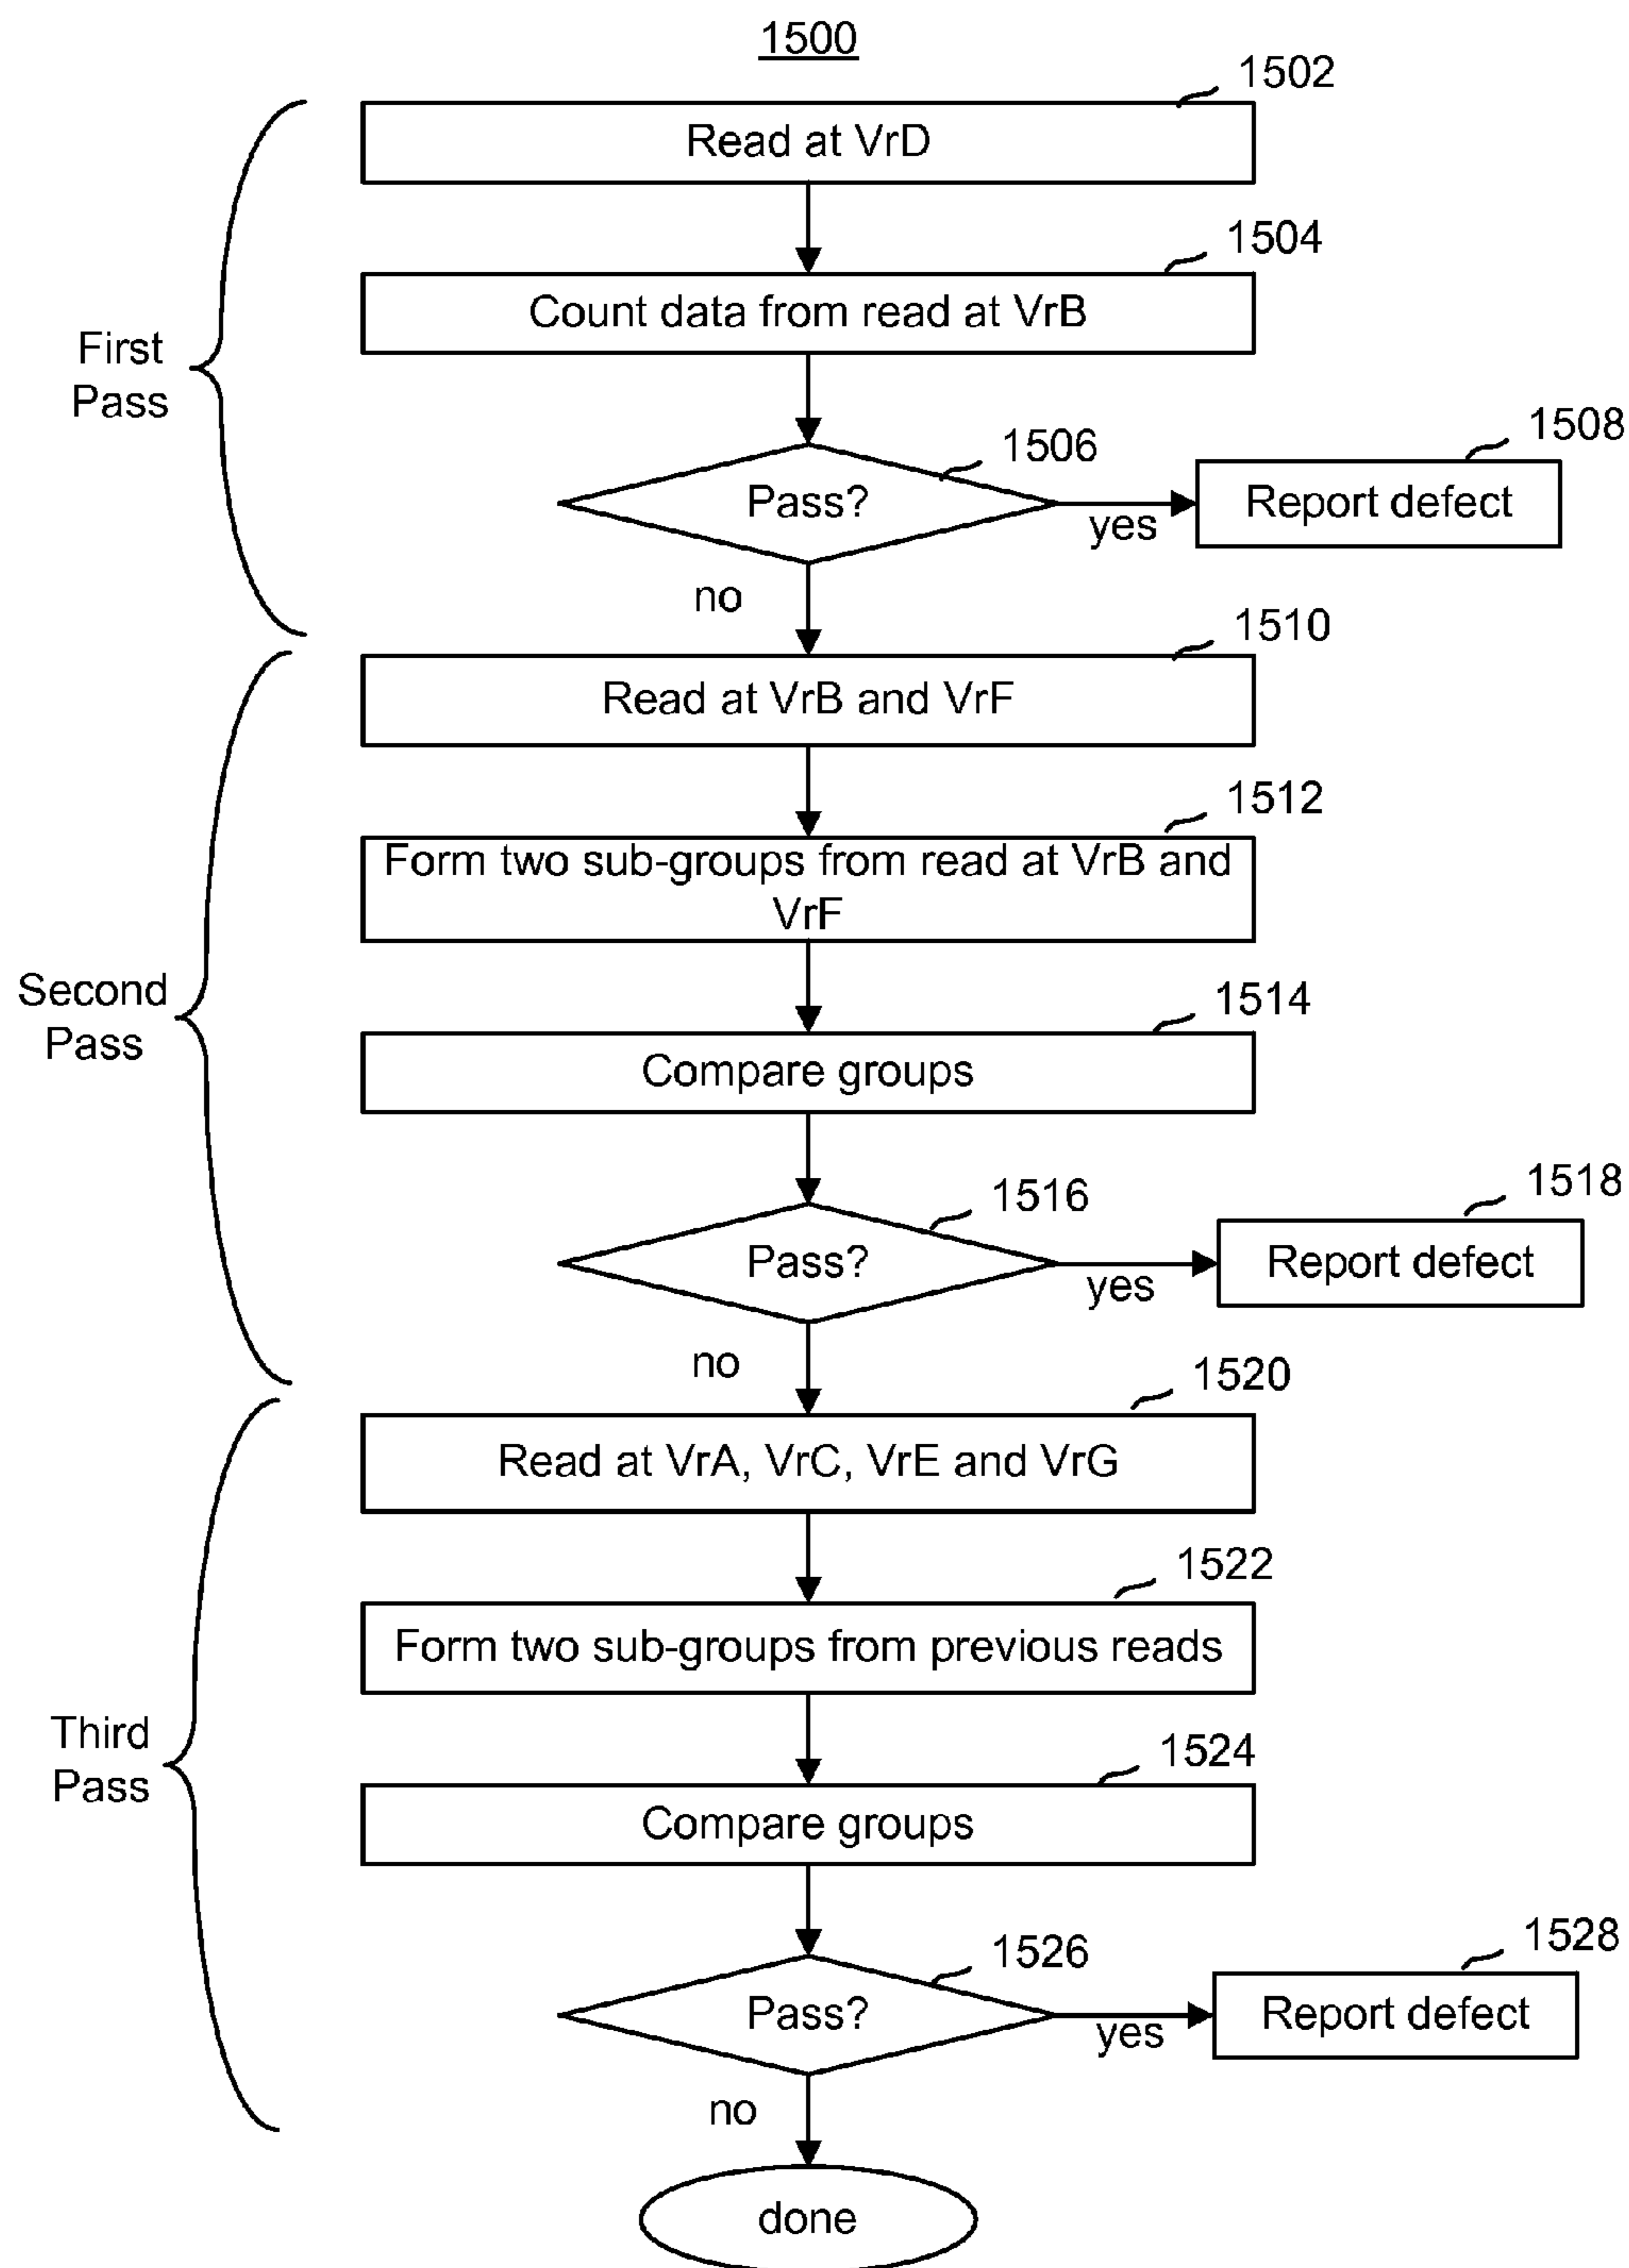 1500
1502
Read at VrD
1504
Count data from read at VrB
First
Pass
1506
Pass?
yes
1508
Report defect
no
1510
Read at VrB and VrF
1512
Form two sub-groups from read at VrB and
VrF
Second
Pass
1514
Compare groups
1516
Pass?
yes
1518
Report defect
no
1520
Read at VrA, VrC, VrE and VrG
1522
Form two sub-groups from previous reads
Third
Pass
1524
Compare groups
1526
Pass?
yes
1528
Report defect
no
done